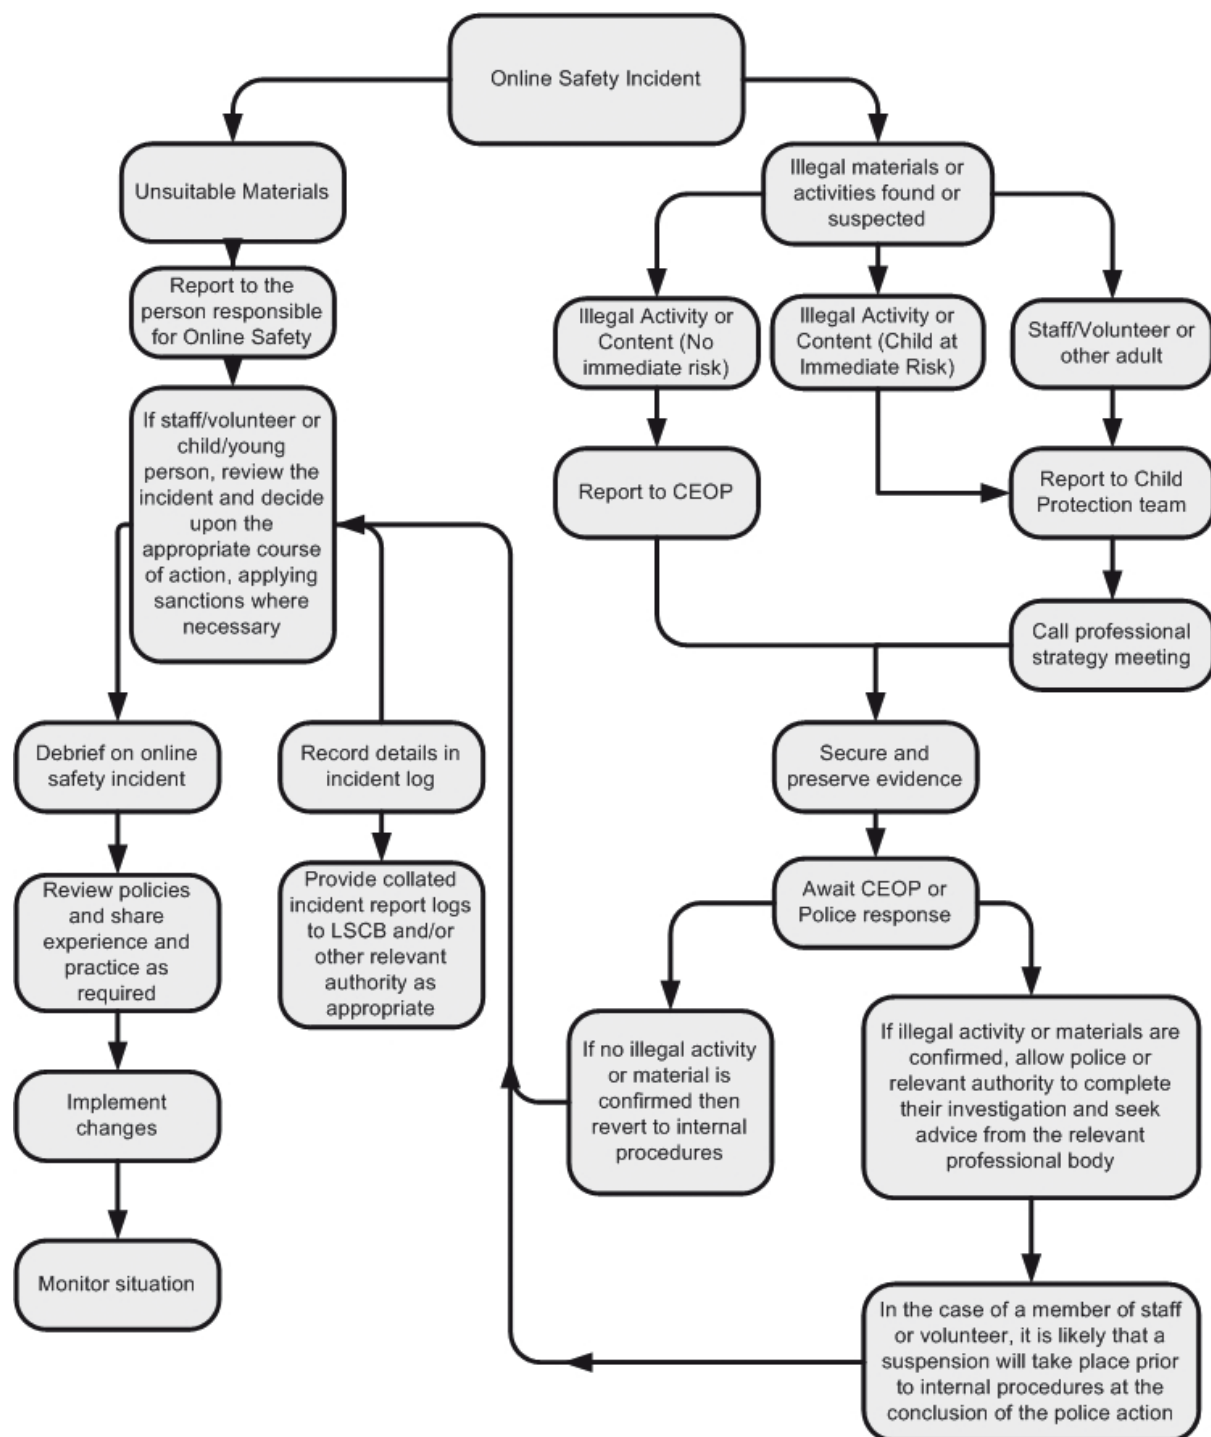 Online Safety Incident
Unsuitable Materials
Report to the
person responsible
for Online Safety
If staff/volunteer or
child/young
person, review the
incident and decide
upon the
appropriate course
of action, applying
sanctions where
necessary
Debrief on online
safety incident
Review policies
and share
experience and
practice as
required
Implement
changes
Monitor situation
Record details in
incident log
Provide collated
incident report logs
to LSCB and/or
other relevant
authority as
appropriate
Illegal materials or
activities found or
suspected
Illegal Activity or
Content (No
immediate risk)
Illegal Activity or
Content (Child at
Immediate Risk)
Staff/Volunteer or
other adult
Report to CEOP
Report to Child
Protection team
Call professional
strategy meeting
Secure and
preserve evidence
Await CEOP or
Police response
If no illegal activity
or material is
confirmed then
revert to internal
procedures
If illegal activity or materials are
confirmed, allow police or
relevant authority to complete
their investigation and seek
advice from the relevant
professional body
In the case of a member of staff
or volunteer, it is likely that a
suspension will take place prior
to internal procedures at the
conclusion of the police action